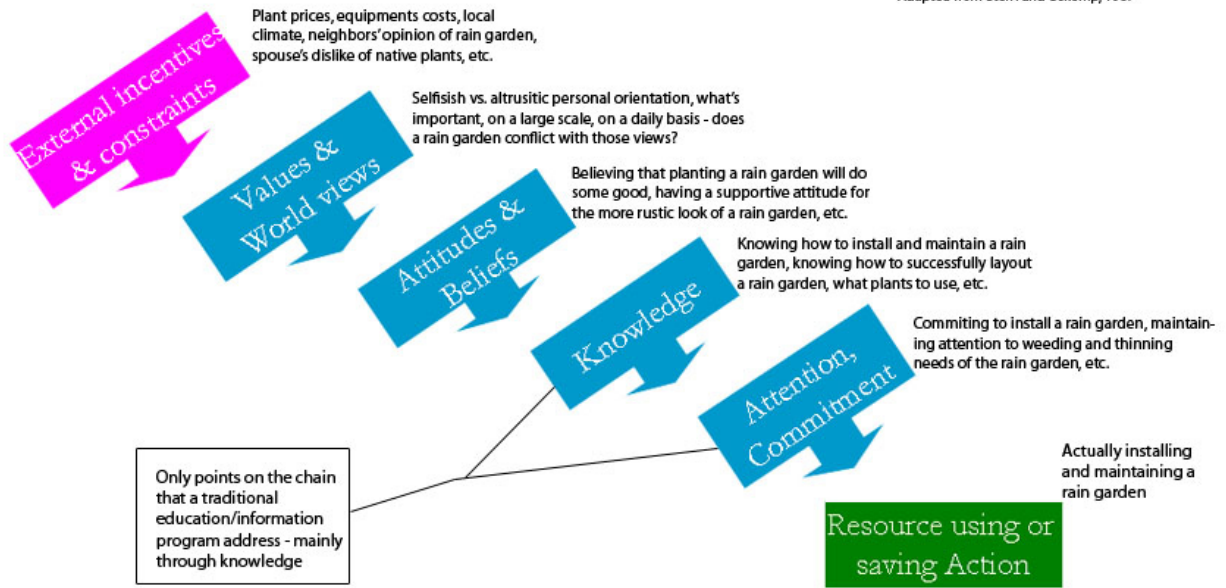 Plant prices, equipments costs, local
climate, neighbors' opinion of rain garden,
spouse's dislike of native plants, etc.
External incentives
& constraints
Selfisish vs. altrusitic personal orientation, what's
important, on a large scale, on a daily basis - does
a rain garden conflict with those views?
Values &
World views
Believing that planting a rain garden will do
some good, having a supportive attitude for
the more rustic look of a rain garden, etc.
Attitudes &
Beliefs
Knowing how to install and maintain a rain
garden, knowing how to successfully layout
a rain garden, what plants to use, etc.
Knowledge
Commiting to install a rain garden, maintain-
ing attention to weeding and thinning
needs of the rain garden, etc.
Attention,
Commitment
Only points on the chain
that a traditional
education/information
program address - mainly
through knowledge
Actually installing
and maintaining a
rain garden
Resource using or
saving Action